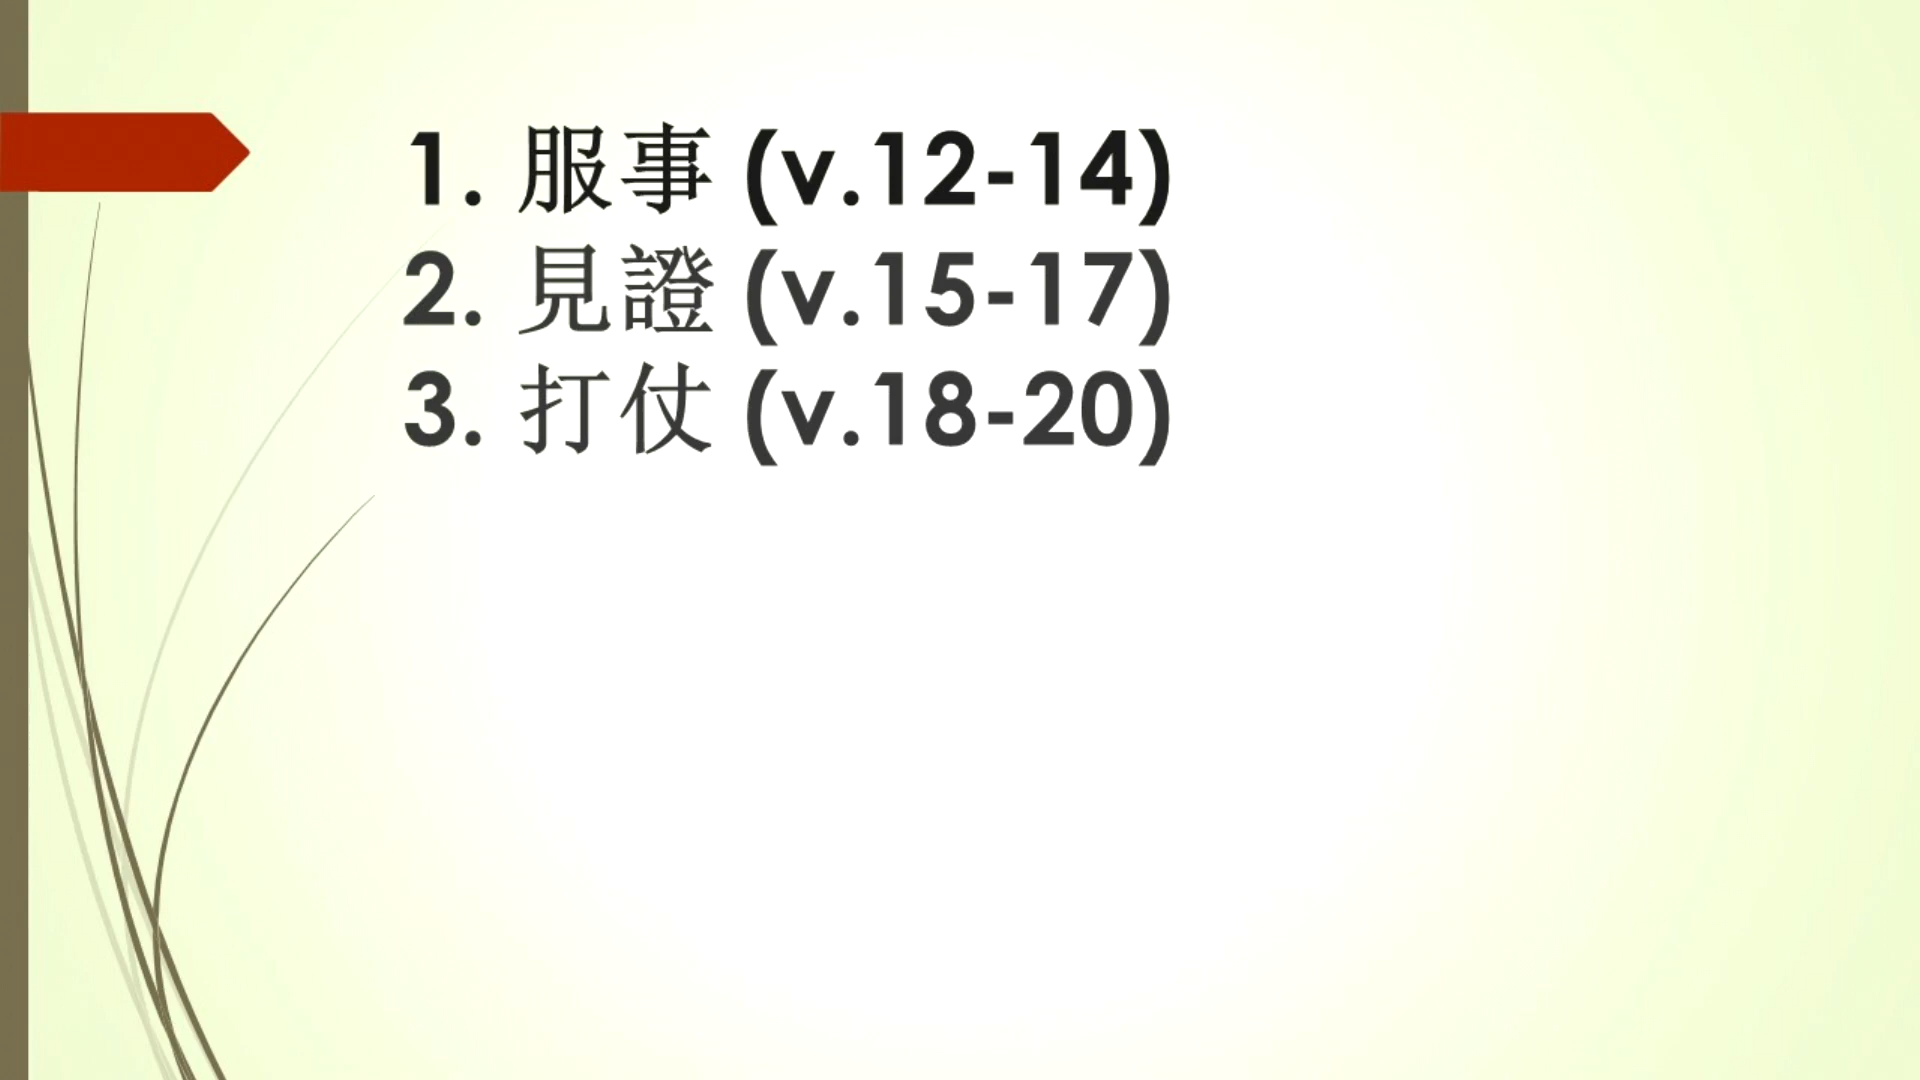 1. 服事 (v.12-14)
2. 見證 (v.15-17)
3. 打仗 (v.18-20)